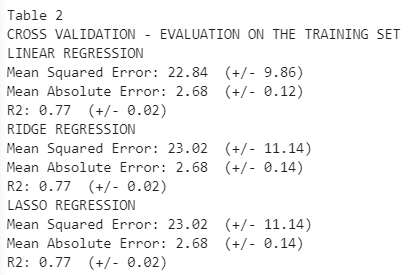 Table 2
CROSS VALIDATION - EVALUATION ON THE TRAINING SET
LINEAR REGRESSION
Mean Squared Error: 22.84  (+/- 9.86)
Mean Absolute Error: 2.68  (+/- 0.12)
R2: 0.77  (+/- 0.02)
RIDGE REGRESSION
Mean Squared Error: 23.02  (+/- 11.14)
Mean Absolute Error: 2.68  (+/- 0.14)
R2: 0.77  (+/- 0.02)
LASSO REGRESSION
Mean Squared Error: 23.02  (+/- 11.14)
Mean Absolute Error: 2.68  (+/- 0.14)
R2: 0.77  (+/- 0.02)